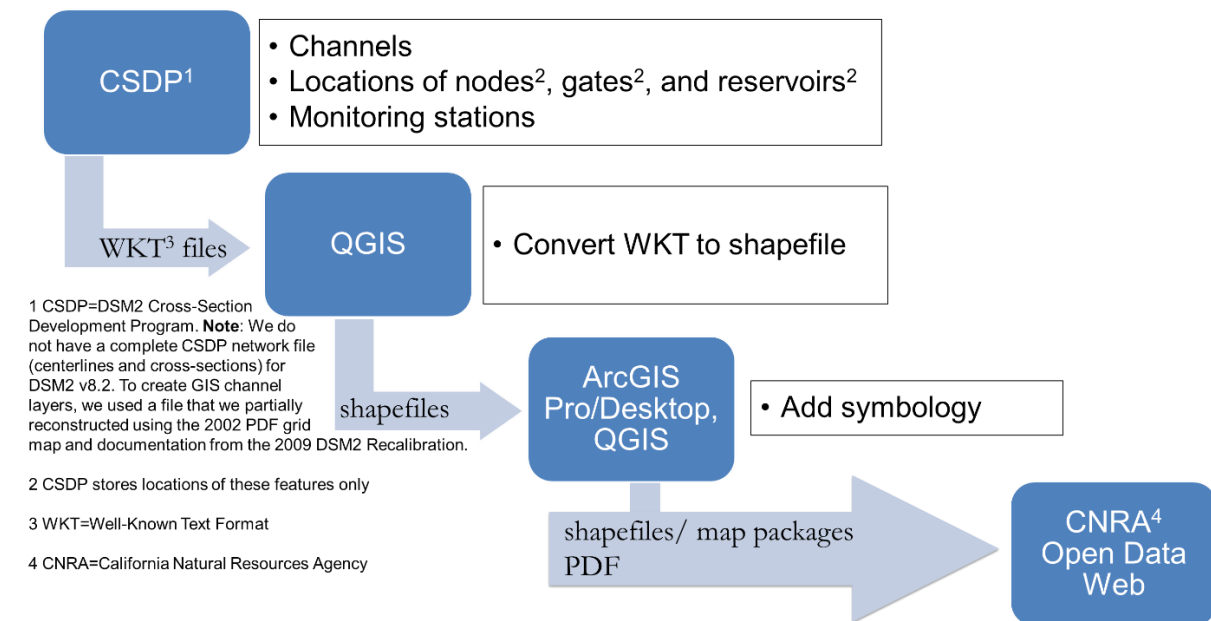 CSDP¹
• Channels
• Locations of nodes², gates², and reservoirs²
• Monitoring stations
WKT³ files
QGIS
• Convert WKT to shapefile
1 CSDP=DSM2 Cross-Section
Development Program. Note: We do
not have a complete CSDP network file
(centerlines and cross-sections) for
DSM2 v8.2. To create GIS channel
layers, we used a file that we partially
reconstructed using the 2002 PDF grid
map and documentation from the 2009 DSM2 Recalibration.
2 CSDP stores locations of these features only
3 WKT=Well-Known Text Format
4 CNRA=California Natural Resources Agency
shapefiles
ArcGIS
Pro/Desktop,
QGIS
• Add symbology
shapefiles/ map packages
PDF
CNRA⁴
Open Data
Web